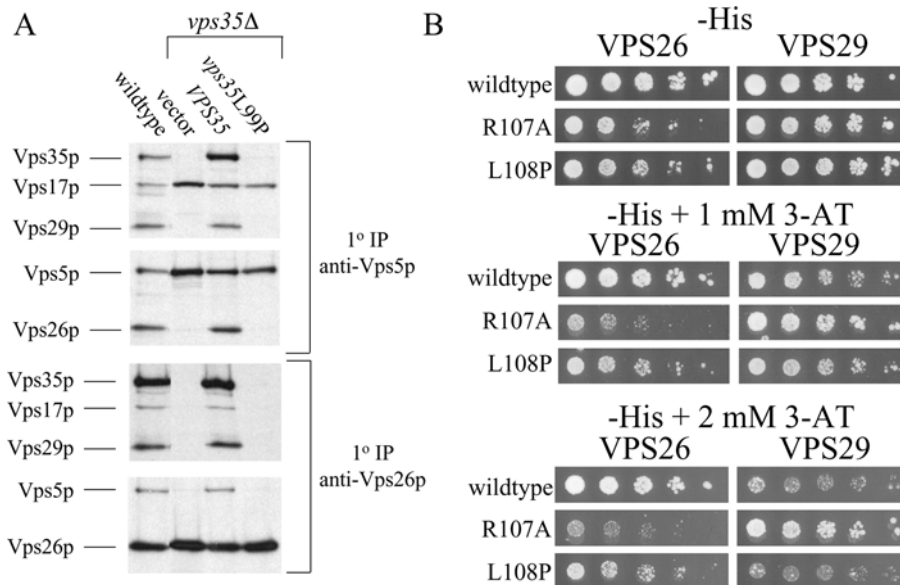 A
vps35Δ
wildtype
vector
VPS35
vps35L99P
Vps35p
Vps17p
Vps29p
Vps5p
Vps26p
1º IP
anti-Vps5p
Vps35p
Vps17p
Vps29p
Vps5p
Vps26p
1º IP
anti-Vps26p
B
-His
VPS26 VPS29
wildtype
R107A
L108P
-His + 1 mM 3-AT
VPS26 VPS29
wildtype
R107A
L108P
-His + 2 mM 3-AT
VPS26 VPS29
wildtype
R107A
L108P